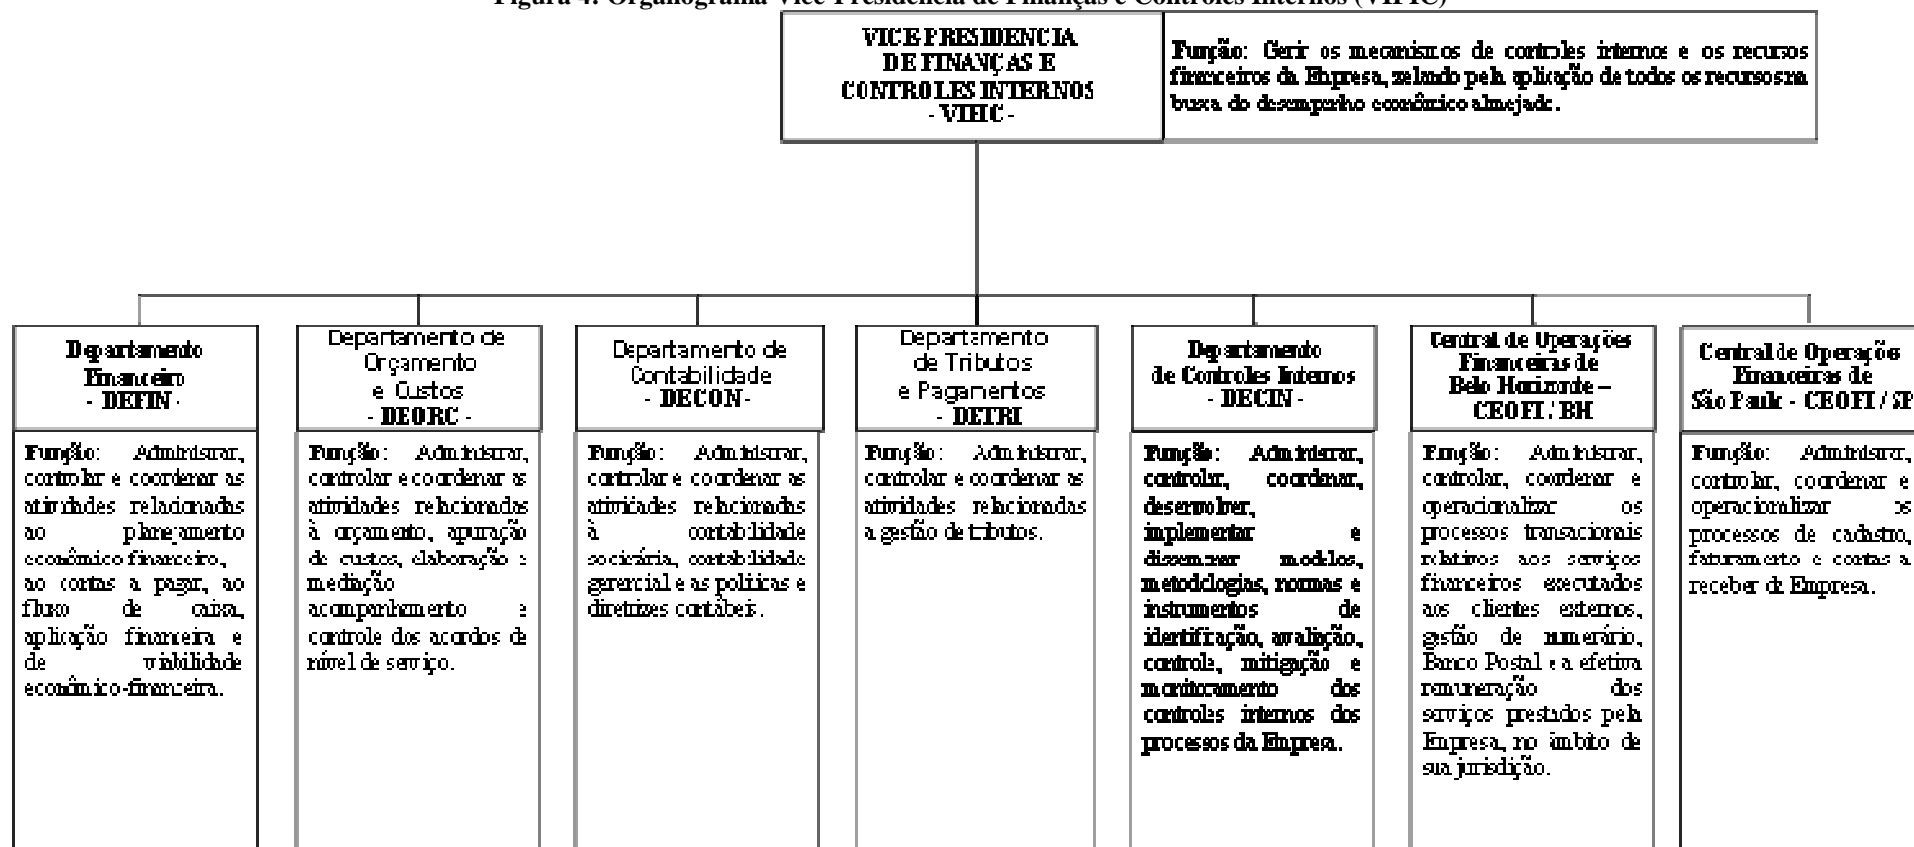 Figura 4: Organograma Vice-Presidência de Finanças e Controles Internos (VIFIC)
VICE-PRESIDENCIA
DE FINANÇAS E
CONTROLES INTERNOS
- VIFIC -
Função: Gerir os mecanismos de controles internos e os recursos
financeiros da Empresa, zelando pela aplicação de todos os recursos na
busca do desempenho econômico almejado.
Departamento
Financeiro
- DEFIN -
Função: Administrar,
controlar e coordenar as
atividades relacionadas
ao planejamento
econômico financeiro,
ao contas a pagar, ao
fluxo de caixa,
aplicação financeira e
de viabilidade
econômico-financeira.
Departamento de
Orçamento
e Custos
- DEORC -
Função: Administrar,
controlar e coordenar as
atividades relacionadas
à orçamento, apuração
de custos, elaboração e
mediação
acompanhamento e
controle dos acordos de
nível de serviço.
Departamento de
Contabilidade
- DECON-
Função: Administrar,
controlar e coordenar as
atividades relacionadas
à contabilidade
societária, contabilidade
gerencial e as políticas e
diretrizes contábeis.
Departamento
de Tributos
e Pagamentos
- DETRI
Função: Administrar,
controlar e coordenar as
atividades relacionadas
a gestão de tributos.
Departamento
de Controles Internos
- DECIN -
Função: Administrar,
controlar, coordenar,
desenvolver,
implementar e
disseminar modelos,
metodologias, normas e
instrumentos de
identificação, avaliação,
controle, mitigação e
monitoramento dos
controles internos dos
processos da Empresa.
Central de Operações
Financeiras de
Belo Horizonte –
CEOFI / BH
Função: Administrar,
controlar, coordenar e
operacionalizar os
processos transacionais
relativos aos serviços
financeiros executados
aos clientes externos,
gestão de numerário,
Banco Postal e a efetiva
remuneração dos
serviços prestados pela
Empresa, no âmbito de
sua jurisdição.
Central de Operações
Financeiras de
São Paulo - CEOFI / SP
Função: Administrar,
controlar, coordenar e
operacionalizar os
processos de cadastro,
faturamento e contas a
receber da Empresa.